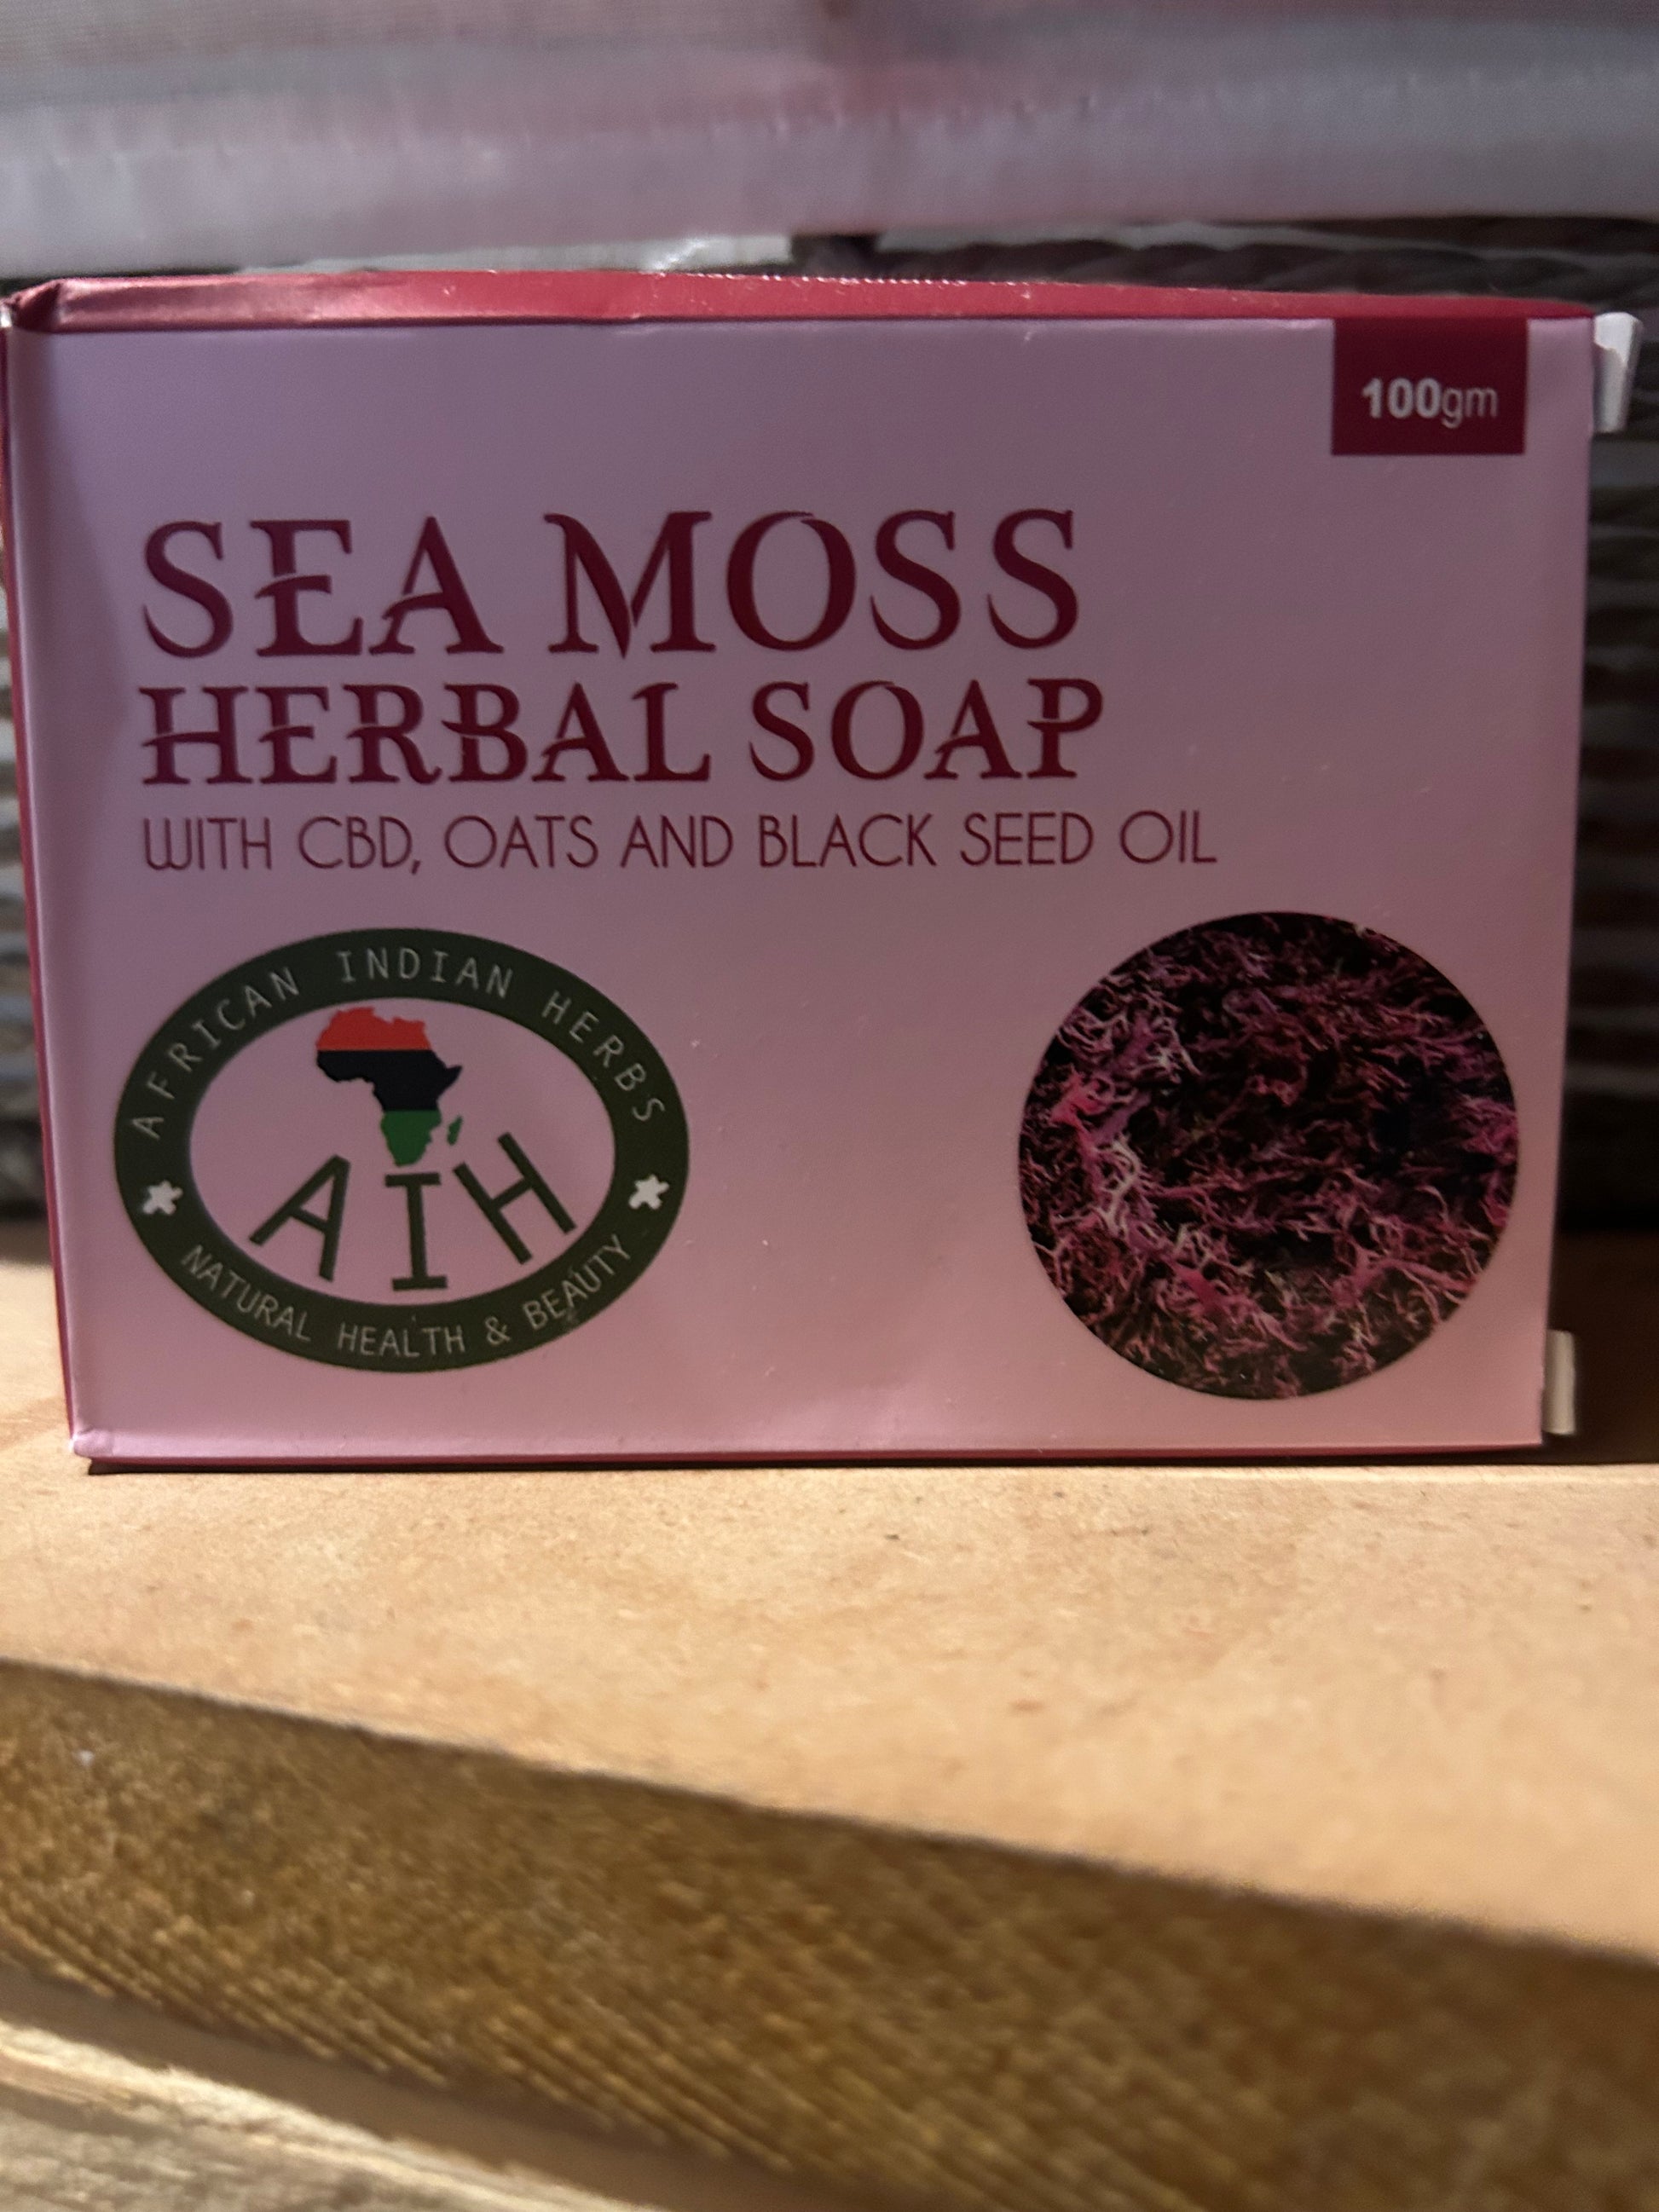 100gm
SEA MOSS
HERBAL SOAP
WITH CBD, OATS AND BLACK SEED OIL
AFRICAN INDIAN HERBS
AIH
NATURAL HEALTH & BEAUTY